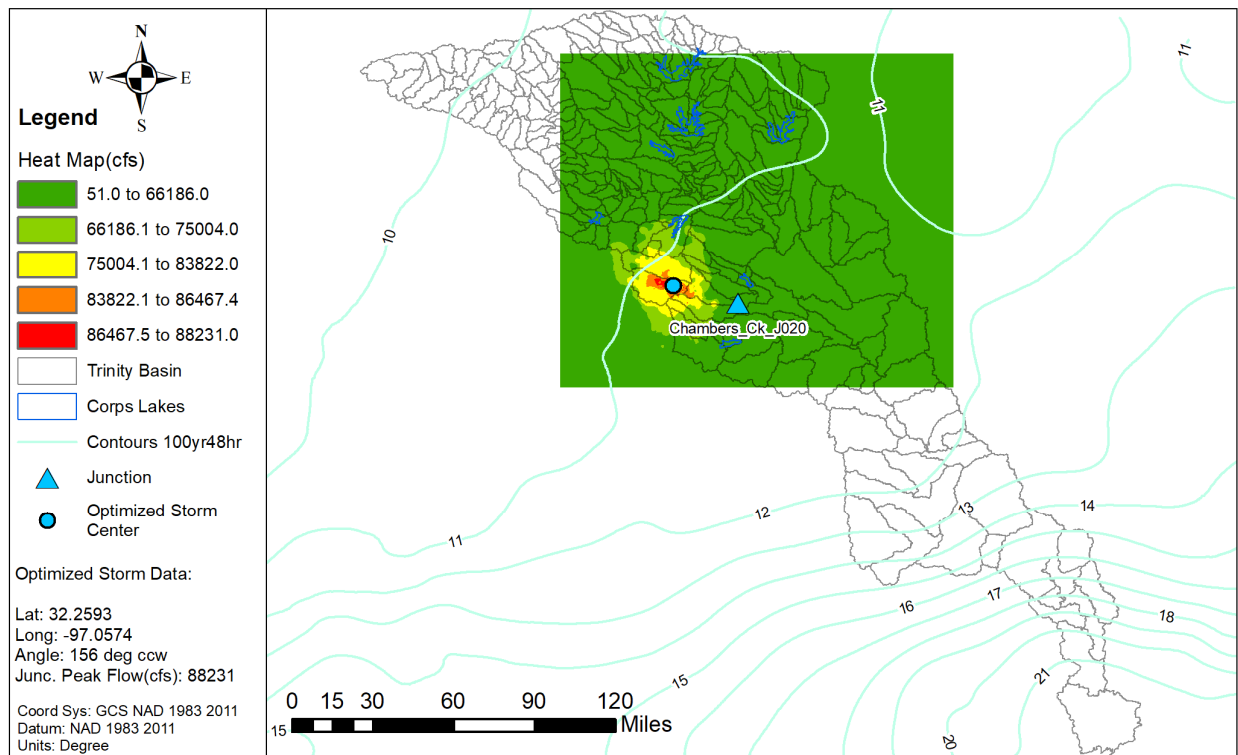 N
W E
S
Legend
Heat Map(cfs)
51.0 to 66186.0
66186.1 to 75004.0
75004.1 to 83822.0
83822.1 to 86467.4
86467.5 to 88231.0
Trinity Basin
Corps Lakes
Contours 100yr48hr
Junction
Optimized Storm
Center
Optimized Storm Data:
Lat: 32.2593
Long: -97.0574
Angle: 156 deg ccw
Junc. Peak Flow(cfs): 88231
Coord Sys: GCS NAD 1983 2011
Datum: NAD 1983 2011
Units: Degree
11
11
10
Chambers_Ck_J020
11
12
13
14
16
17
18
15
21
20
15
0 15 30 60 90 120
Miles